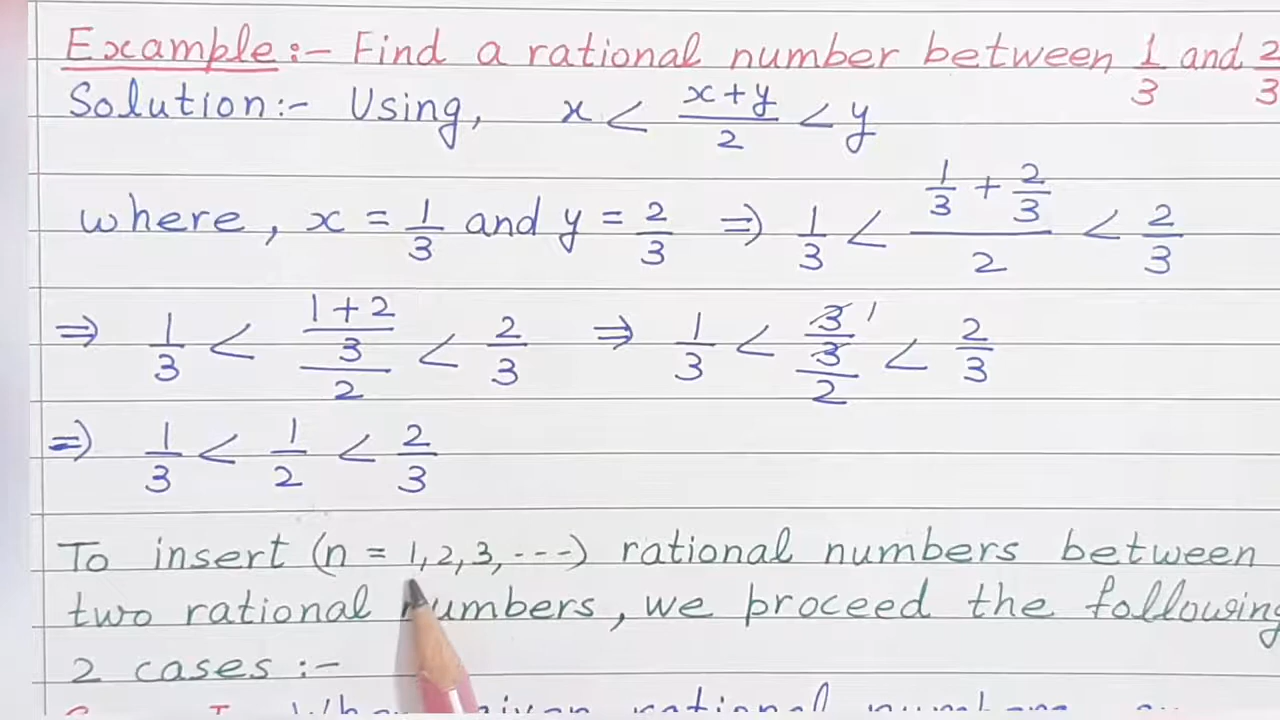 Example:- Find a rational number between 1/3 and 2/3
Solution:- Using, x < (x+y)/2 < y
where, x = 1/3 and y = 2/3 ⇒ 1/3 < (1/3 + 2/3)/2 < 2/3
⇒ 1/3 < ((1+2)/3)/2 < 2/3 ⇒ 1/3 < (3/3)/2 1 < 2/3
⇒ 1/3 < 1/2 < 2/3
To insert (n = 1,2,3, ---) rational numbers between
two rational numbers, we proceed the following
2 cases:-
given rational